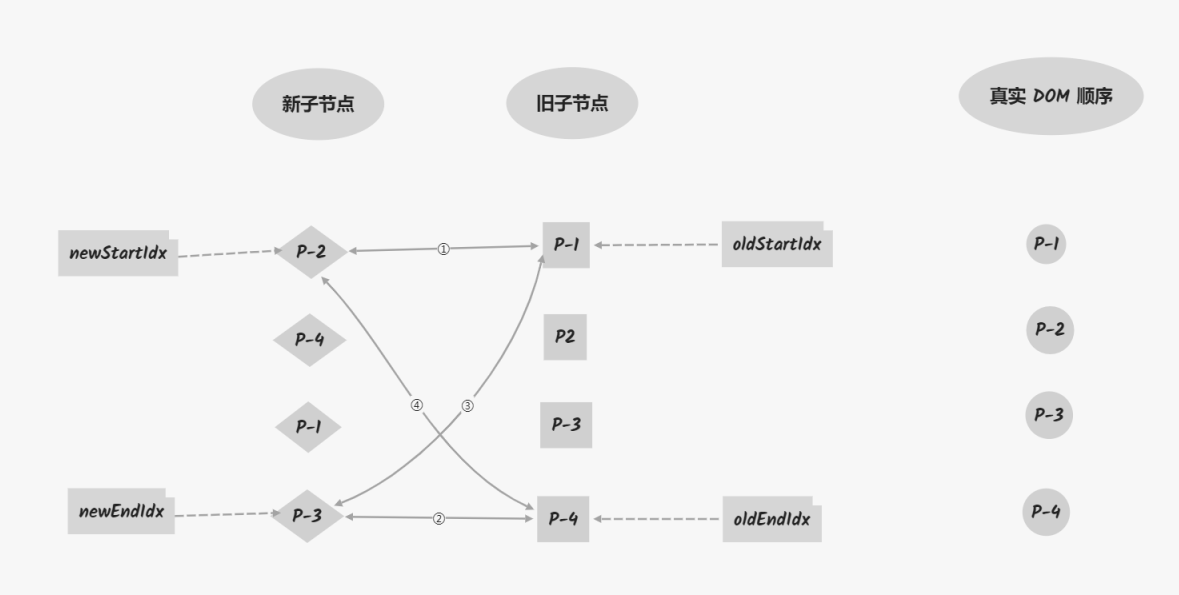 新子节点
旧子节点
真实 DOM 顺序
newStartIdx
P-2
①
P-1
oldStartIdx
P-1
P-4
P2
P-2
P-1
④
③
P-3
P-3
newEndIdx
P-3
②
P-4
oldEndIdx
P-4